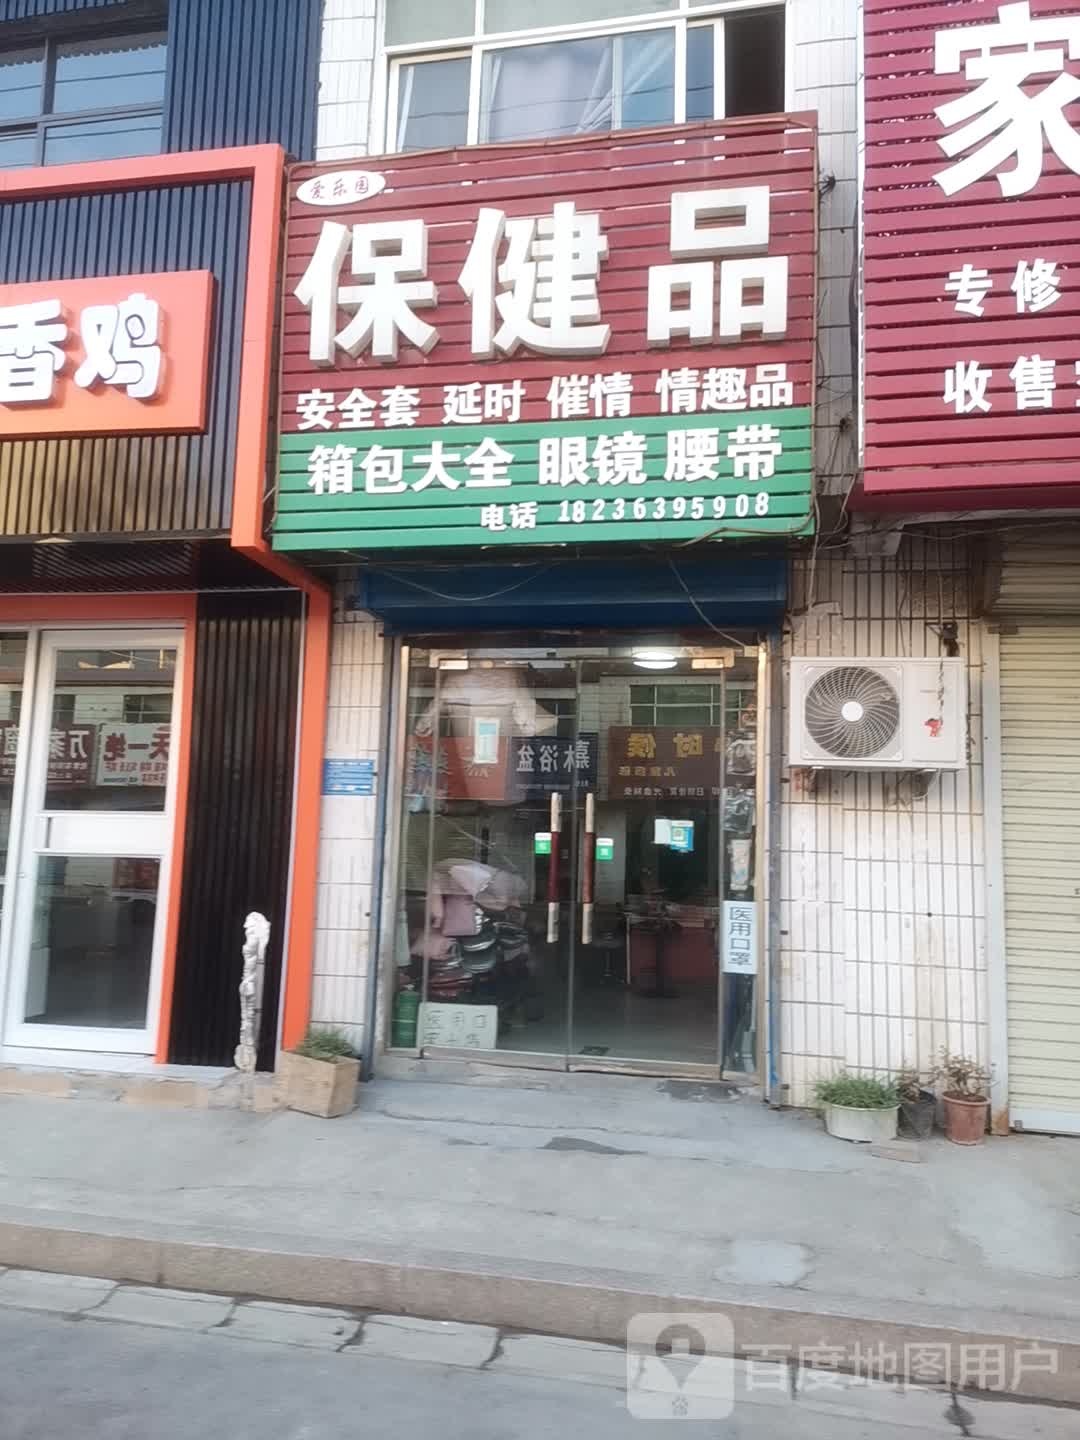 爱乐园
保健品
安全套 延时 催情 情趣品
箱包大全 眼镜 腰带
电话 18236395908
香鸡
家
专修
收售
医用口罩
百度地图用户